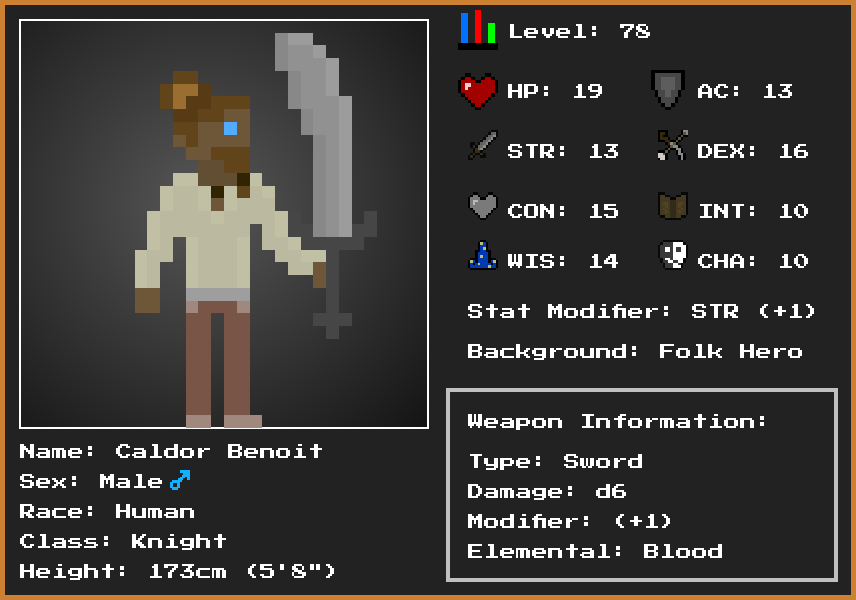 Level: 78
HP: 19 AC: 13
STR: 13 DEX: 16
CON: 15 INT: 10
WIS: 14 CHA: 10
Stat Modifier: STR (+1)
Background: Folk Hero
Weapon Information:
Type: Sword
Damage: d6
Modifier: (+1)
Elemental: Blood
Name: Caldor Benoit
Sex: Male ♂
Race: Human
Class: Knight
Height: 173cm (5'8")